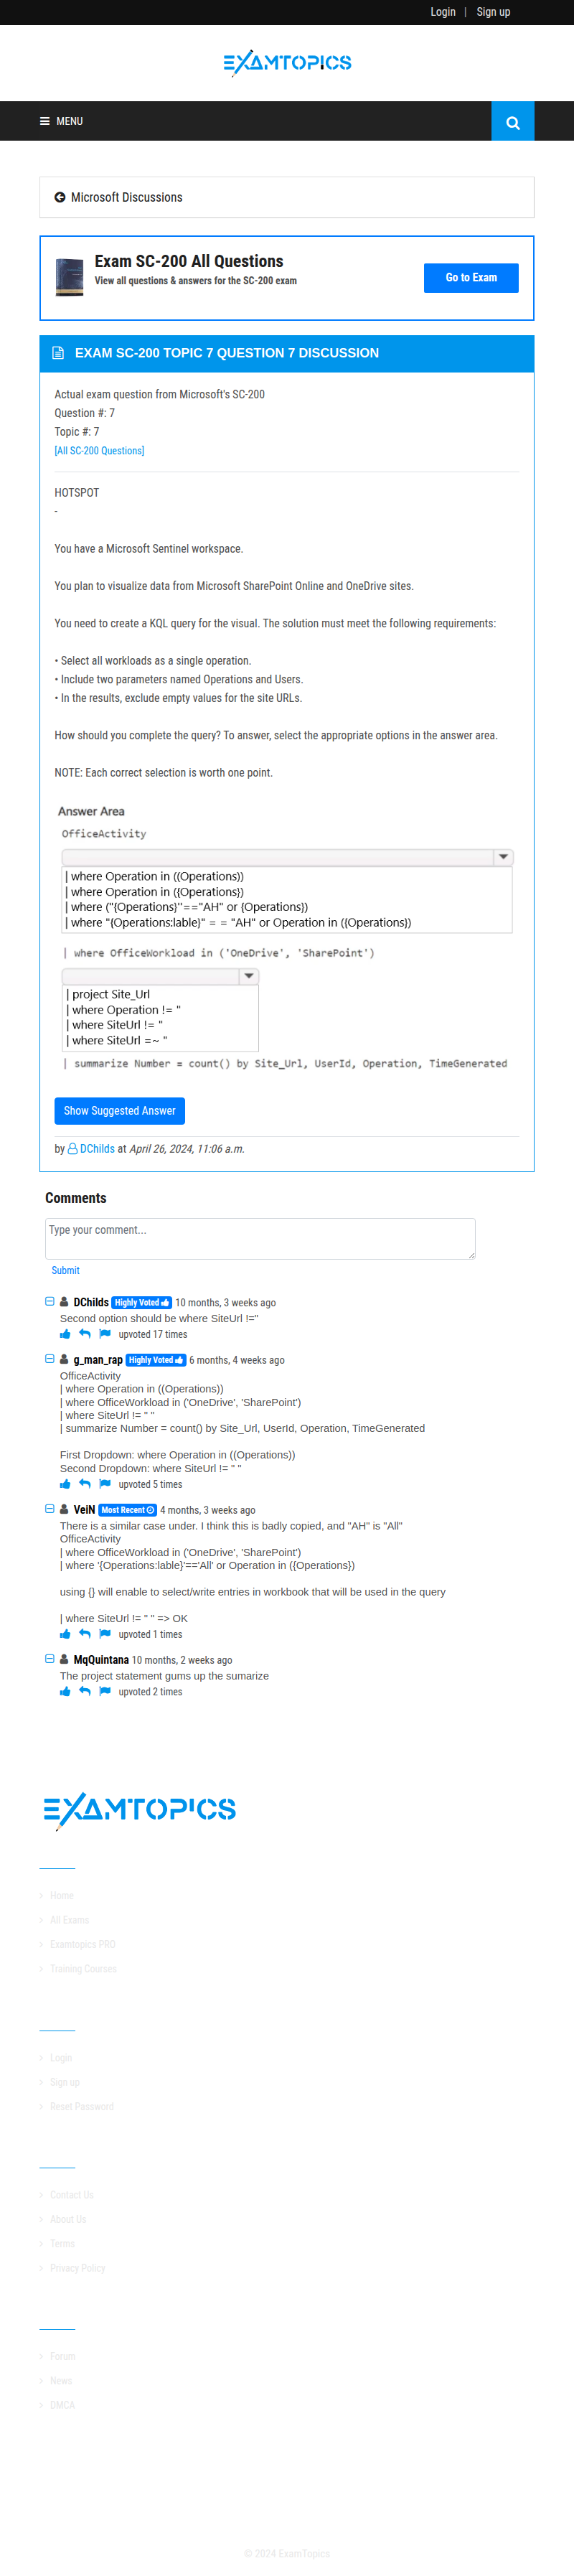 Login | Sign up
EXAMTOPICS
MENU
Microsoft Discussions
Exam SC-200 All Questions
View all questions & answers for the SC-200 exam
Go to Exam
EXAM SC-200 TOPIC 7 QUESTION 7 DISCUSSION
Actual exam question from Microsoft's SC-200
Question #: 7
Topic #: 7
[All SC-200 Questions]
HOTSPOT
-
You have a Microsoft Sentinel workspace.
You plan to visualize data from Microsoft SharePoint Online and OneDrive sites.
You need to create a KQL query for the visual. The solution must meet the following requirements:
• Select all workloads as a single operation.
• Include two parameters named Operations and Users.
• In the results, exclude empty values for the site URLs.
How should you complete the query? To answer, select the appropriate options in the answer area.
NOTE: Each correct selection is worth one point.
Answer Area
OfficeActivity
| where Operation in ((Operations))
| where Operation in ({Operations})
| where ("{Operations}''=="AH" or {Operations})
| where "{Operations:lable}" = = "AH" or Operation in ({Operations})
| where OfficeWorkload in ('OneDrive', 'SharePoint')
| project Site_Url
| where Operation != "
| where SiteUrl != "
| where SiteUrl =~ "
| summarize Number = count() by Site_Url, UserId, Operation, TimeGenerated
Show Suggested Answer
by DChilds at April 26, 2024, 11:06 a.m.
Comments
Type your comment...
Submit
DChilds Highly Voted 10 months, 3 weeks ago
Second option should be where SiteUrl !=''
upvoted 17 times
g_man_rap Highly Voted 6 months, 4 weeks ago
OfficeActivity
| where Operation in ((Operations))
| where OfficeWorkload in ('OneDrive', 'SharePoint')
| where SiteUrl != " "
| summarize Number = count() by Site_Url, UserId, Operation, TimeGenerated
First Dropdown: where Operation in ((Operations))
Second Dropdown: where SiteUrl != " "
upvoted 5 times
VeiN Most Recent 4 months, 3 weeks ago
There is a similar case under. I think this is badly copied, and "AH" is "All"
OfficeActivity
| where OfficeWorkload in ('OneDrive', 'SharePoint')
| where '{Operations:lable}'=='All' or Operation in ({Operations})
using {} will enable to select/write entries in workbook that will be used in the query
| where SiteUrl != " " => OK
upvoted 1 times
MqQuintana 10 months, 2 weeks ago
The project statement gums up the sumarize
upvoted 2 times
EXAMTOPICS
Home
All Exams
Examtopics PRO
Training Courses
Login
Sign up
Reset Password
Contact Us
About Us
Terms
Privacy Policy
Forum
News
DMCA
© 2024 ExamTopics